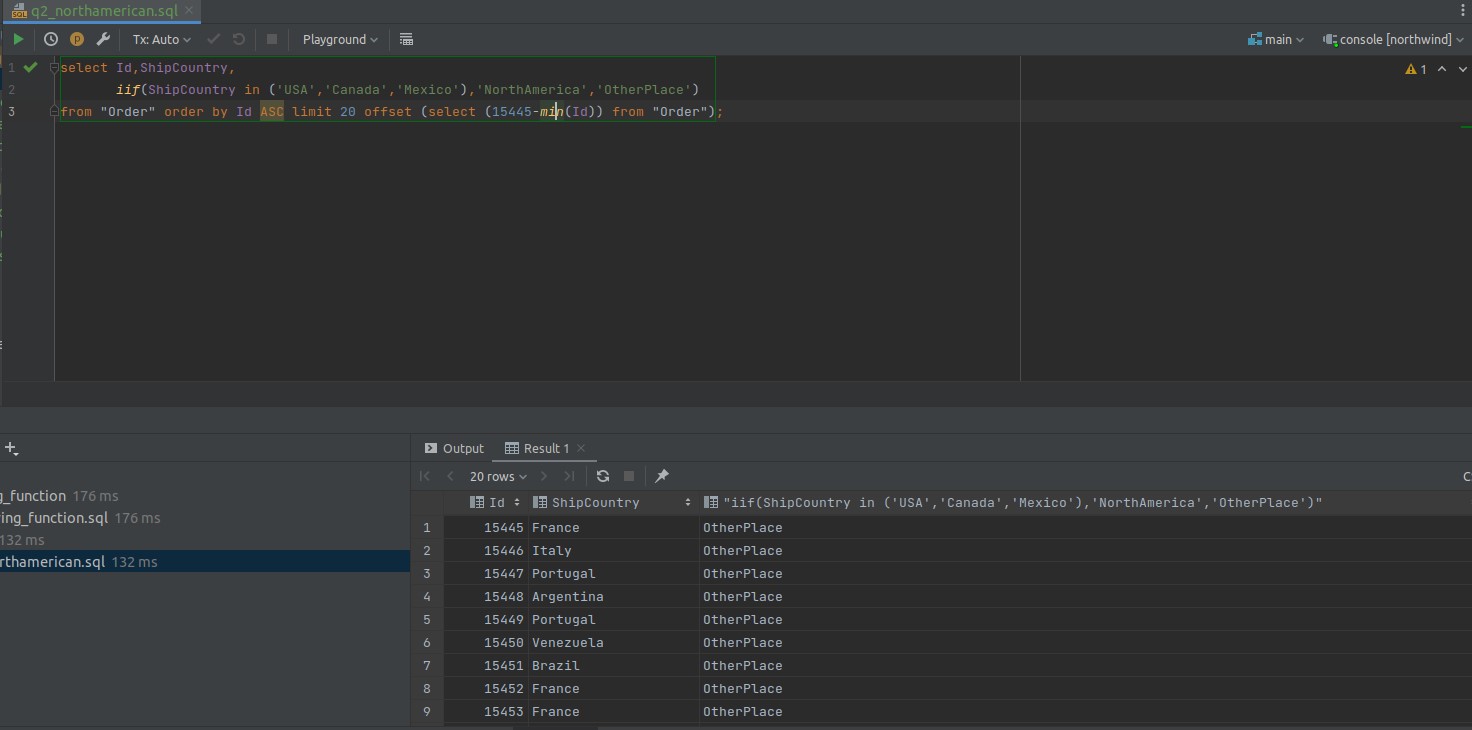 q2_northamerican.sql
Tx: Auto Playground main console [northwind]
1 select Id,ShipCountry, 1
2 iif(ShipCountry in ('USA','Canada','Mexico'),'NorthAmerica','OtherPlace')
3 from "Order" order by Id ASC limit 20 offset (select (15445-min(Id)) from "Order");
Output Result 1
20 rows
_function 176 ms
ing_function.sql 176 ms
132 ms
rthamerican.sql 132 ms
Id ShipCountry "iif(ShipCountry in ('USA','Canada','Mexico'),'NorthAmerica','OtherPlace')"
1 15445 France OtherPlace
2 15446 Italy OtherPlace
3 15447 Portugal OtherPlace
4 15448 Argentina OtherPlace
5 15449 Portugal OtherPlace
6 15450 Venezuela OtherPlace
7 15451 Brazil OtherPlace
8 15452 France OtherPlace
9 15453 France OtherPlace